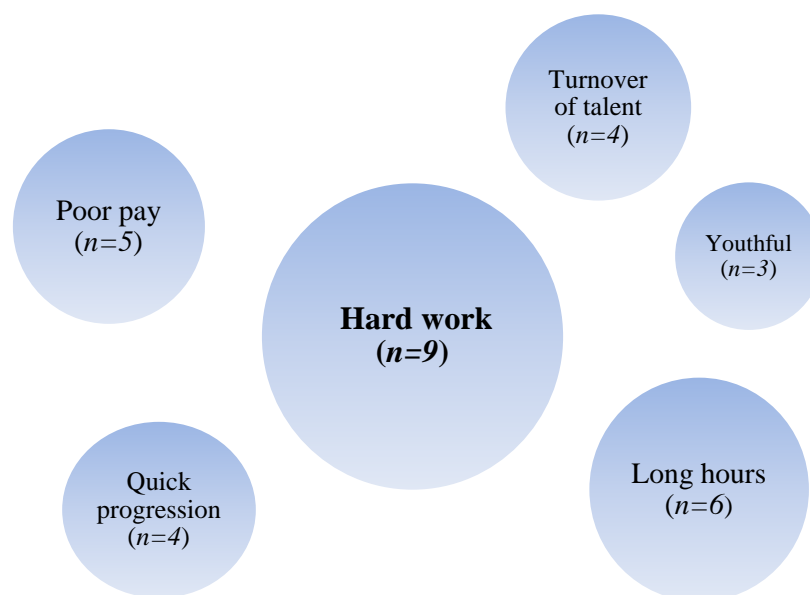 Turnover
of talent
(n=4)
Poor pay
(n=5)
Youthful
(n=3)
Hard work
(n=9)
Quick
progression
(n=4)
Long hours
(n=6)